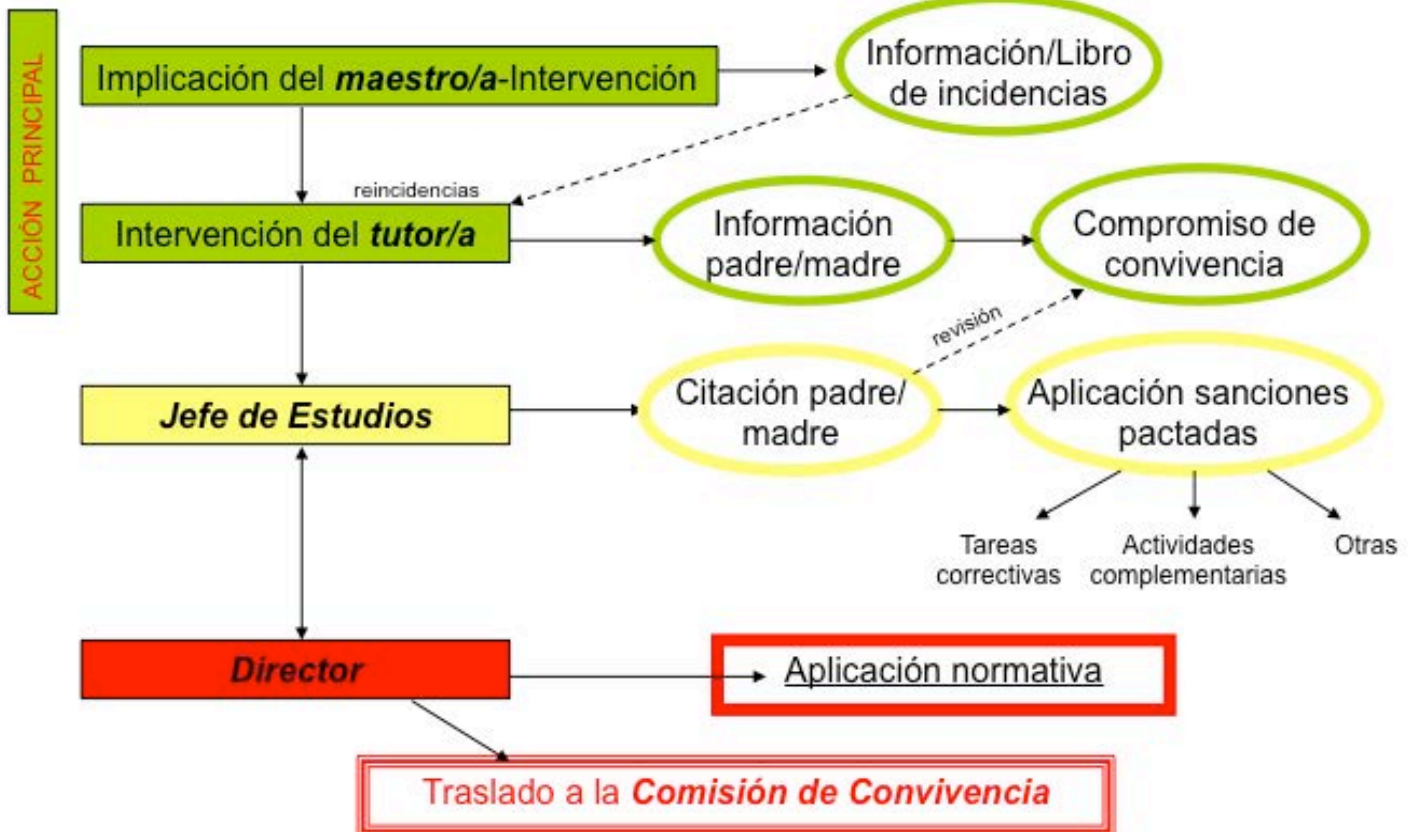 ACCIÓN PRINCIPAL
Implicación del maestro/a-Intervención
Información/Libro
de incidencias
reincidencias
Intervención del tutor/a
Información
padre/madre
Compromiso de
convivencia
revisión
Jefe de Estudios
Citación padre/
madre
Aplicación sanciones
pactadas
Tareas
correctivas
Actividades
complementarias
Otras
Director
Aplicación normativa
Traslado a la Comisión de Convivencia